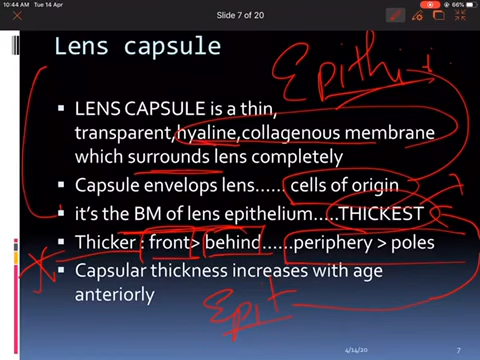 10:44 AM Tue 14 Apr
Slide 7 of 20
66%
Lens capsule
LENS CAPSULE is a thin,
transparent,hyaline,collagenous membrane
which surrounds lens completely
Capsule envelops lens...... cells of origin
it's the BM of lens epithelium.....THICKEST
Thicker : front> behind......periphery > poles
Capsular thickness increases with age
anteriorly
4/14/20
7